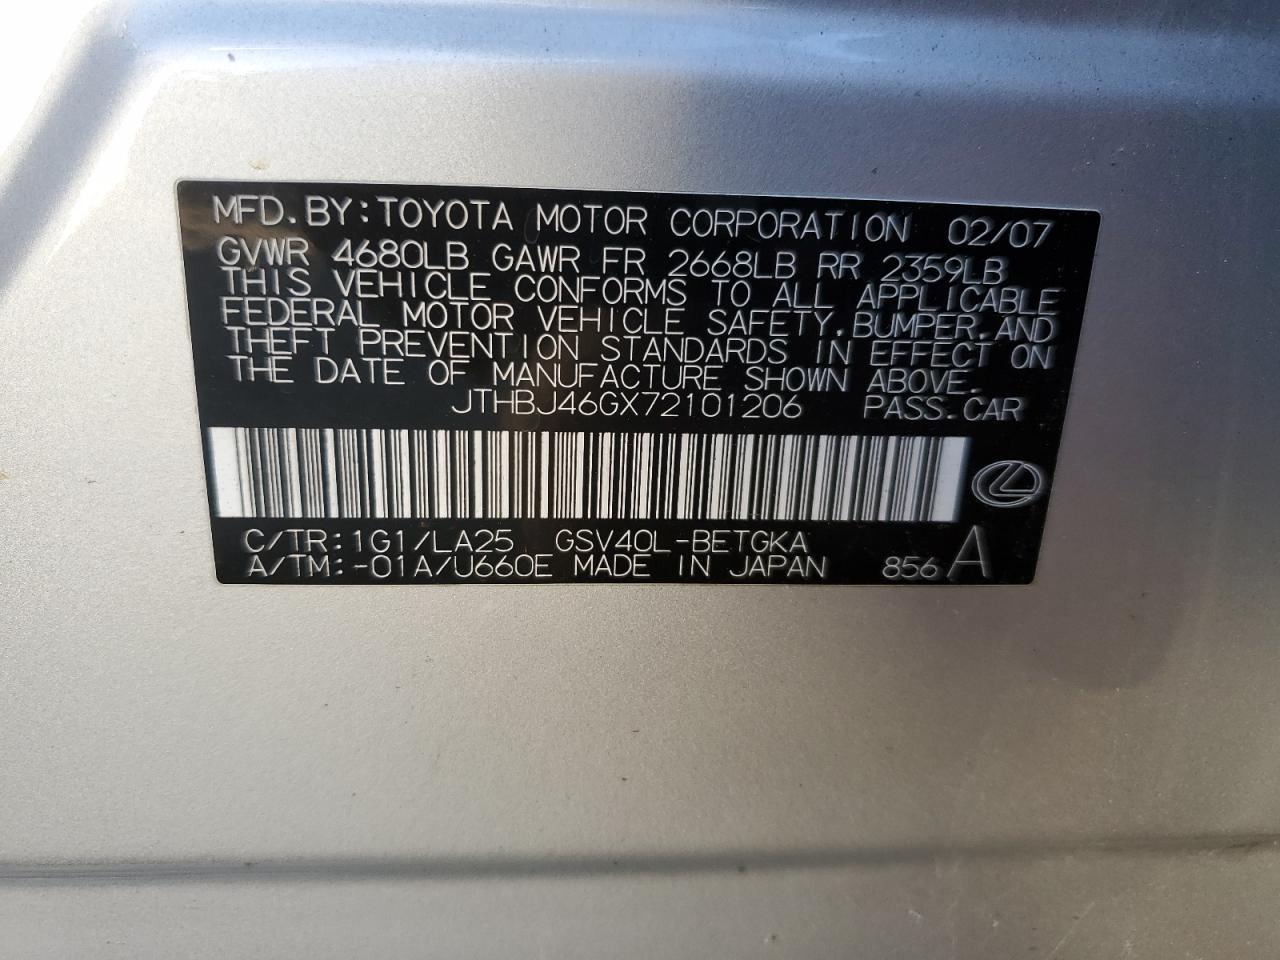 MFD.BY:TOYOTA MOTOR CORPORATION 02/07
GVWR 4680LB GAWR FR 2668LB RR 2359LB
THIS VEHICLE CONFORMS TO ALL APPLICABLE
FEDERAL MOTOR VEHICLE SAFETY,BUMPER,AND
THEFT PREVENTION STANDARDS IN EFFECT ON
THE DATE OF MANUFACTURE SHOWN ABOVE.
JTHBJ46GX72101206 PASS.CAR
C/TR:1G1/LA25 GSV40L-BETGKA
A/TM:-01A/U660E MADE IN JAPAN 856 A